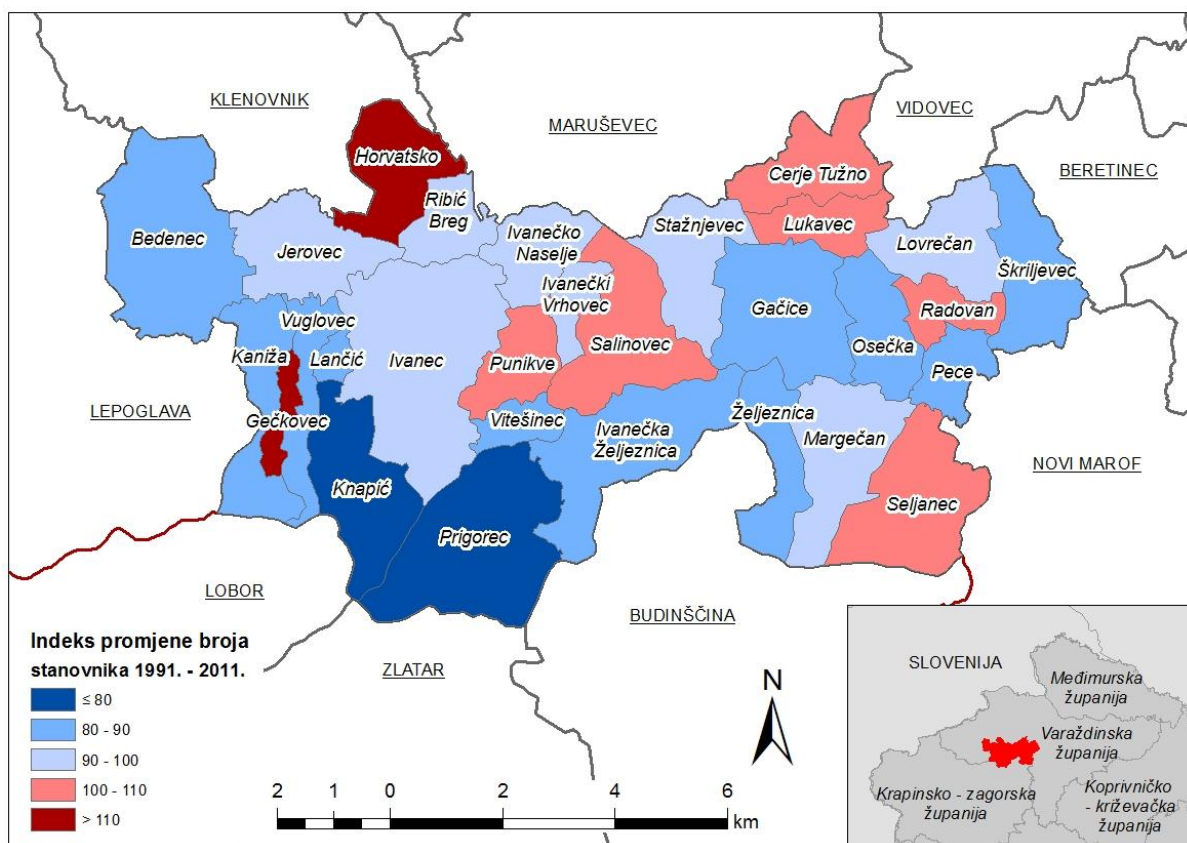 KLENOVNIK
MARUŠEVEC
VIDOVEC
BERETINEC
Horvatsko
Cerje Tužno
Ribić
Breg
Bedenec
Jerovec
Ivanečko
Naselje
Stažnjevec
Lukavec
Lovrečan
Škriljevec
Ivanečki
Vrhovec
Vuglovec
Kaniža
Lančić
Ivanec
Punikve
Salinovec
Gačice
Osečka
Radovan
Pece
LEPOGLAVA
Gečkovec
Vitešinec
Ivanečka
Željeznica
Željeznica
Margečan
NOVI MAROF
Knapić
Seljanec
Prigorec
LOBOR
BUDINŠČINA
ZLATAR
Indeks promjene broja
stanovnika 1991. - 2011.
≤ 80
80 - 90
90 - 100
100 - 110
> 110
N
2 1 0 2 4 6
km
SLOVENIJA
Međimurska
županija
Varaždinska
županija
Krapinsko - zagorska
županija
Koprivničko
- križevačka
županija